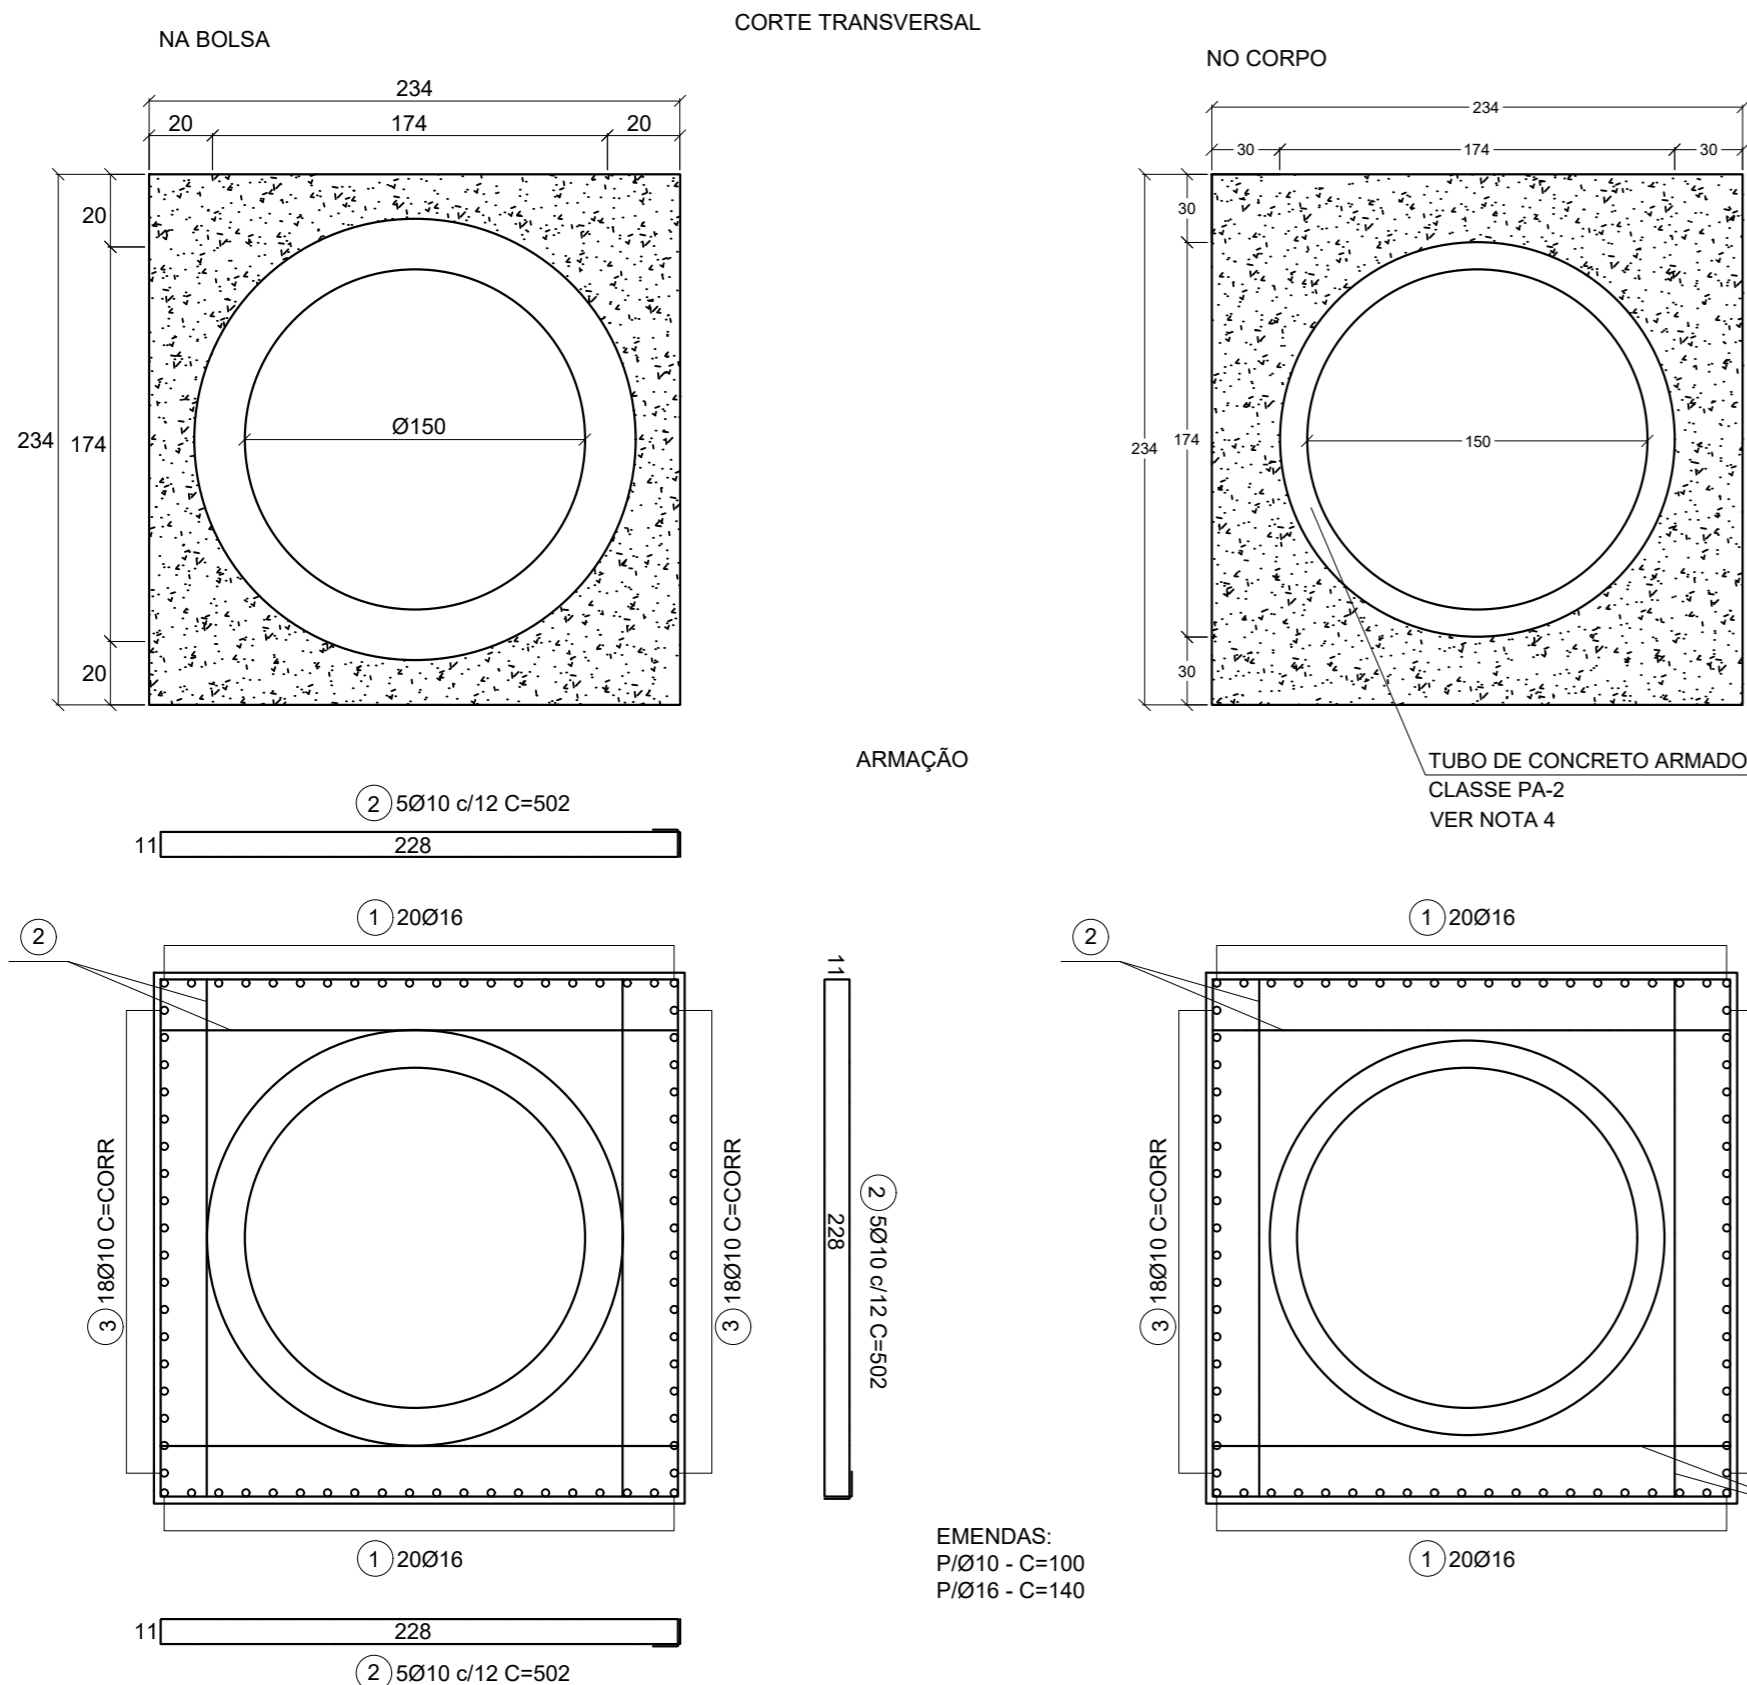 CORTE TRANSVERSAL
NA BOLSA
NO CORPO
234
20 174 20
234
30 174 30
20
30
234 174
Ø150
234 174
150
20
30
ARMAÇÃO
TUBO DE CONCRETO ARMADO
CLASSE PA-2
VER NOTA 4
2 5Ø10 c/12 C=502
11 228
1 20Ø16
1 20Ø16
2
2
11
228
2 5Ø10 c/12 C=502
3 18Ø10 C=CORR
3 18Ø10 C=CORR
3 18Ø10 C=CORR
EMENDAS:
P/Ø10 - C=100
P/Ø16 - C=140
1 20Ø16
1 20Ø16
11 228
2 5Ø10 c/12 C=502